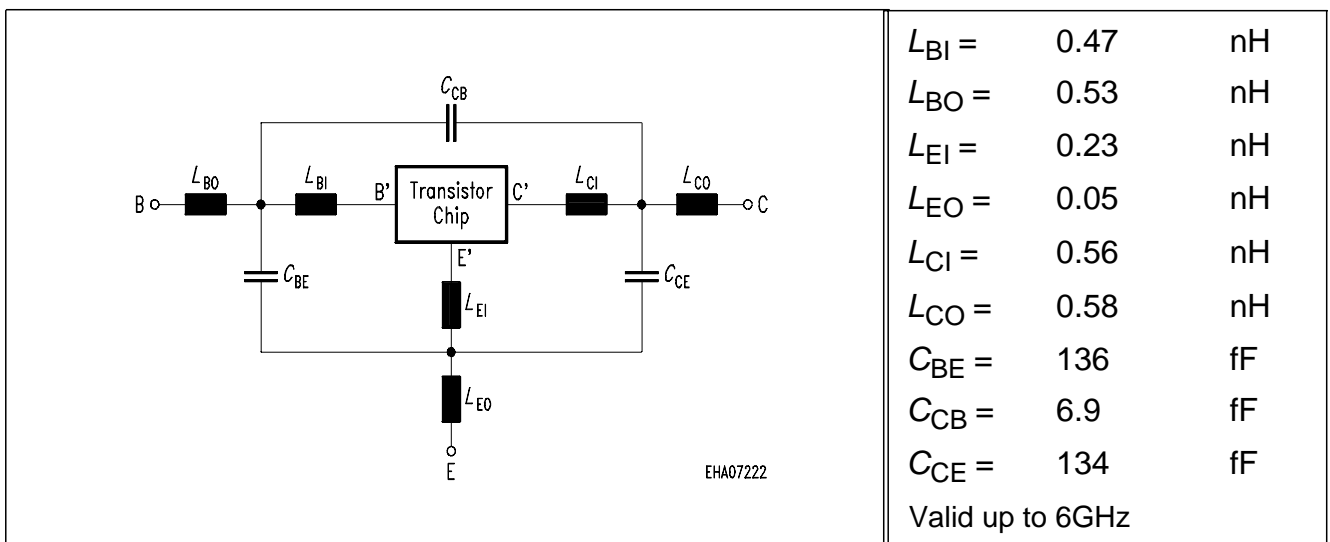 C_CB
L_BO L_BI B' Transistor Chip C' L_CI L_CO
B C
E'
C_BE C_CE
L_EI
L_EO
E
EHA07222
L_BI = 0.47 nH
L_BO = 0.53 nH
L_EI = 0.23 nH
L_EO = 0.05 nH
L_CI = 0.56 nH
L_CO = 0.58 nH
C_BE = 136 fF
C_CB = 6.9 fF
C_CE = 134 fF
Valid up to 6GHz